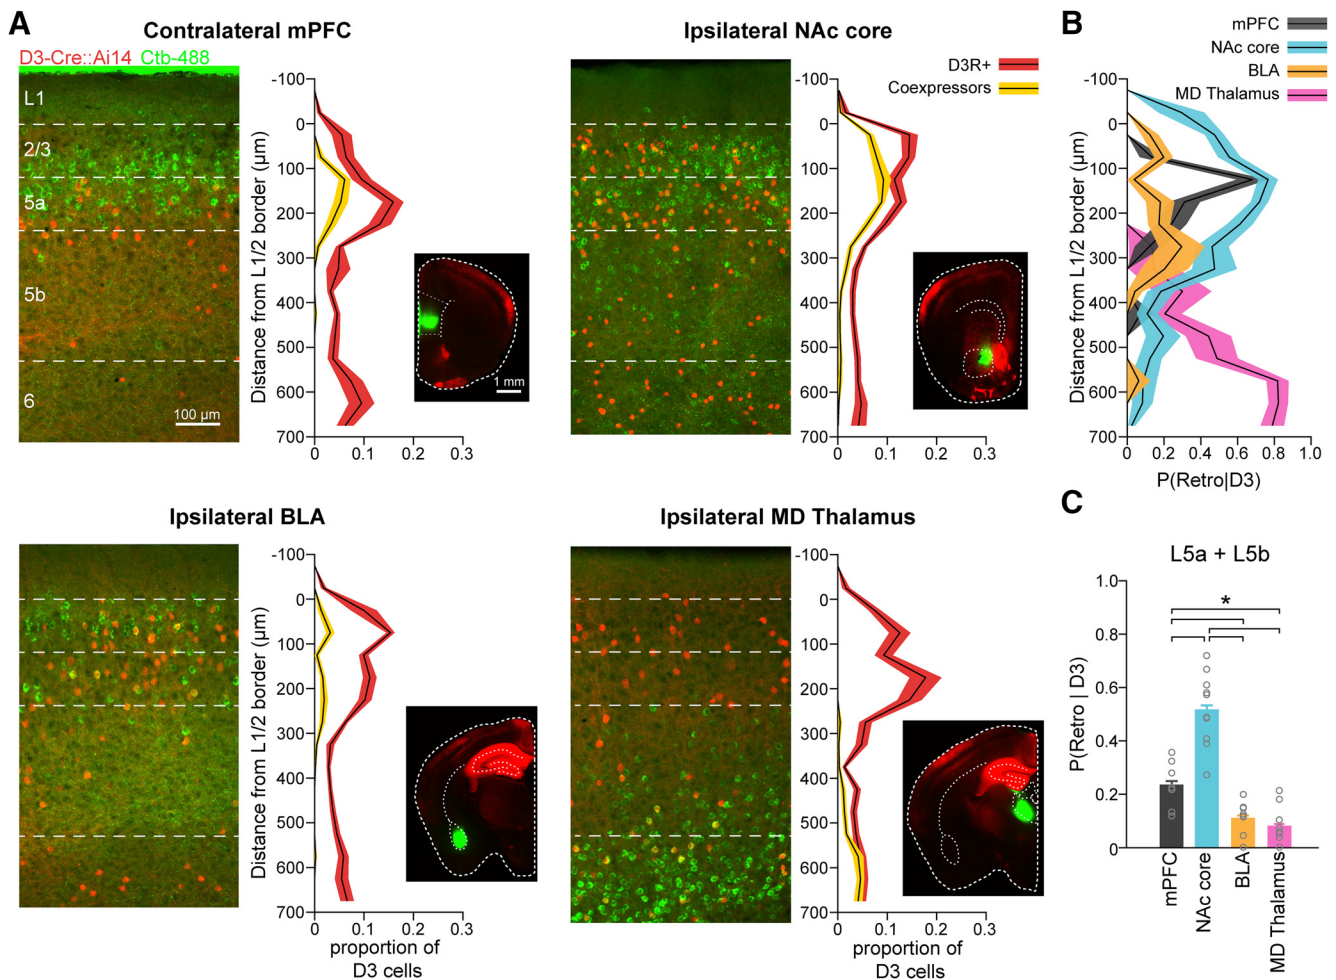 A
Contralateral mPFC
D3-Cre::Ai14 Ctb-488
L1
2/3
5a
5b
6
100 µm
Distance from L1/2 border (µm)
-100
0
100
200
300
400
500
600
700
0 0.1 0.2 0.3
1 mm
Ipsilateral NAc core
D3R+
Coexpressors
-100
0
100
200
300
400
500
600
700
0 0.1 0.2 0.3
B
mPFC
NAc core
BLA
MD Thalamus
Distance from L1/2 border (µm)
-100
0
100
200
300
400
500
600
700
0 0.2 0.4 0.6 0.8 1.0
P(Retro|D3)
Ipsilateral BLA
Distance from L1/2 border (µm)
-100
0
100
200
300
400
500
600
700
0 0.1 0.2 0.3
proportion of
D3 cells
Ipsilateral MD Thalamus
-100
0
100
200
300
400
500
600
700
0 0.1 0.2 0.3
proportion of
D3 cells
C
L5a + L5b
P(Retro | D3)
1.0
0.8
0.6
0.4
0.2
0
*
mPFC
NAc core
BLA
MD Thalamus